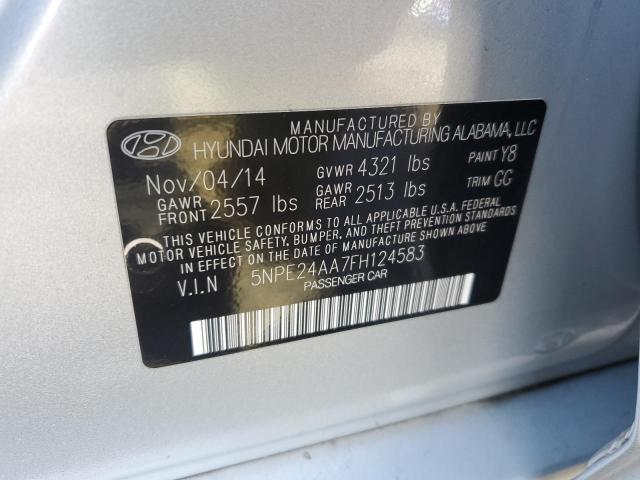 MANUFACTURED BY
HYUNDAI MOTOR MANUFACTURING ALABAMA, LLC
Nov/04/14 GVWR 4321 lbs PAINT Y8
GAWR FRONT 2557 lbs GAWR REAR 2513 lbs TRIM GG
THIS VEHICLE CONFORMS TO ALL APPLICABLE U.S.A. FEDERAL
MOTOR VEHICLE SAFETY, BUMPER, AND THEFT PREVENTION STANDARDS
IN EFFECT ON THE DATE OF MANUFACTURE SHOWN ABOVE.
V.I.N 5NPE24AA7FH124583
PASSENGER CAR